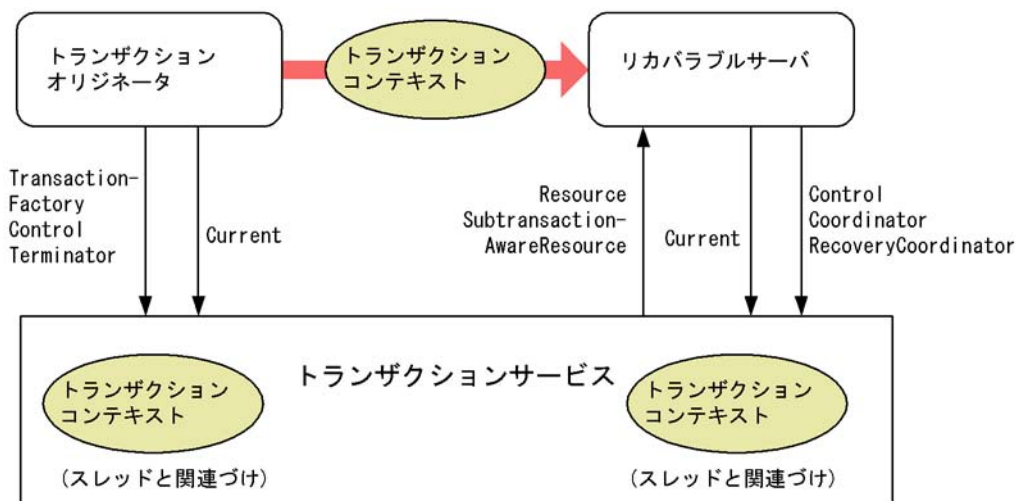 トランザクション
オリジネータ
トランザクション
コンテキスト
リカバラブルサーバ
Transaction-
Factory
Control
Terminator
Current
Resource
Subtransaction-
AwareResource
Current
Control
Coordinator
RecoveryCoordinator
トランザクションサービス
トランザクション
コンテキスト
(スレッドと関連づけ)
トランザクション
コンテキスト
(スレッドと関連づけ)